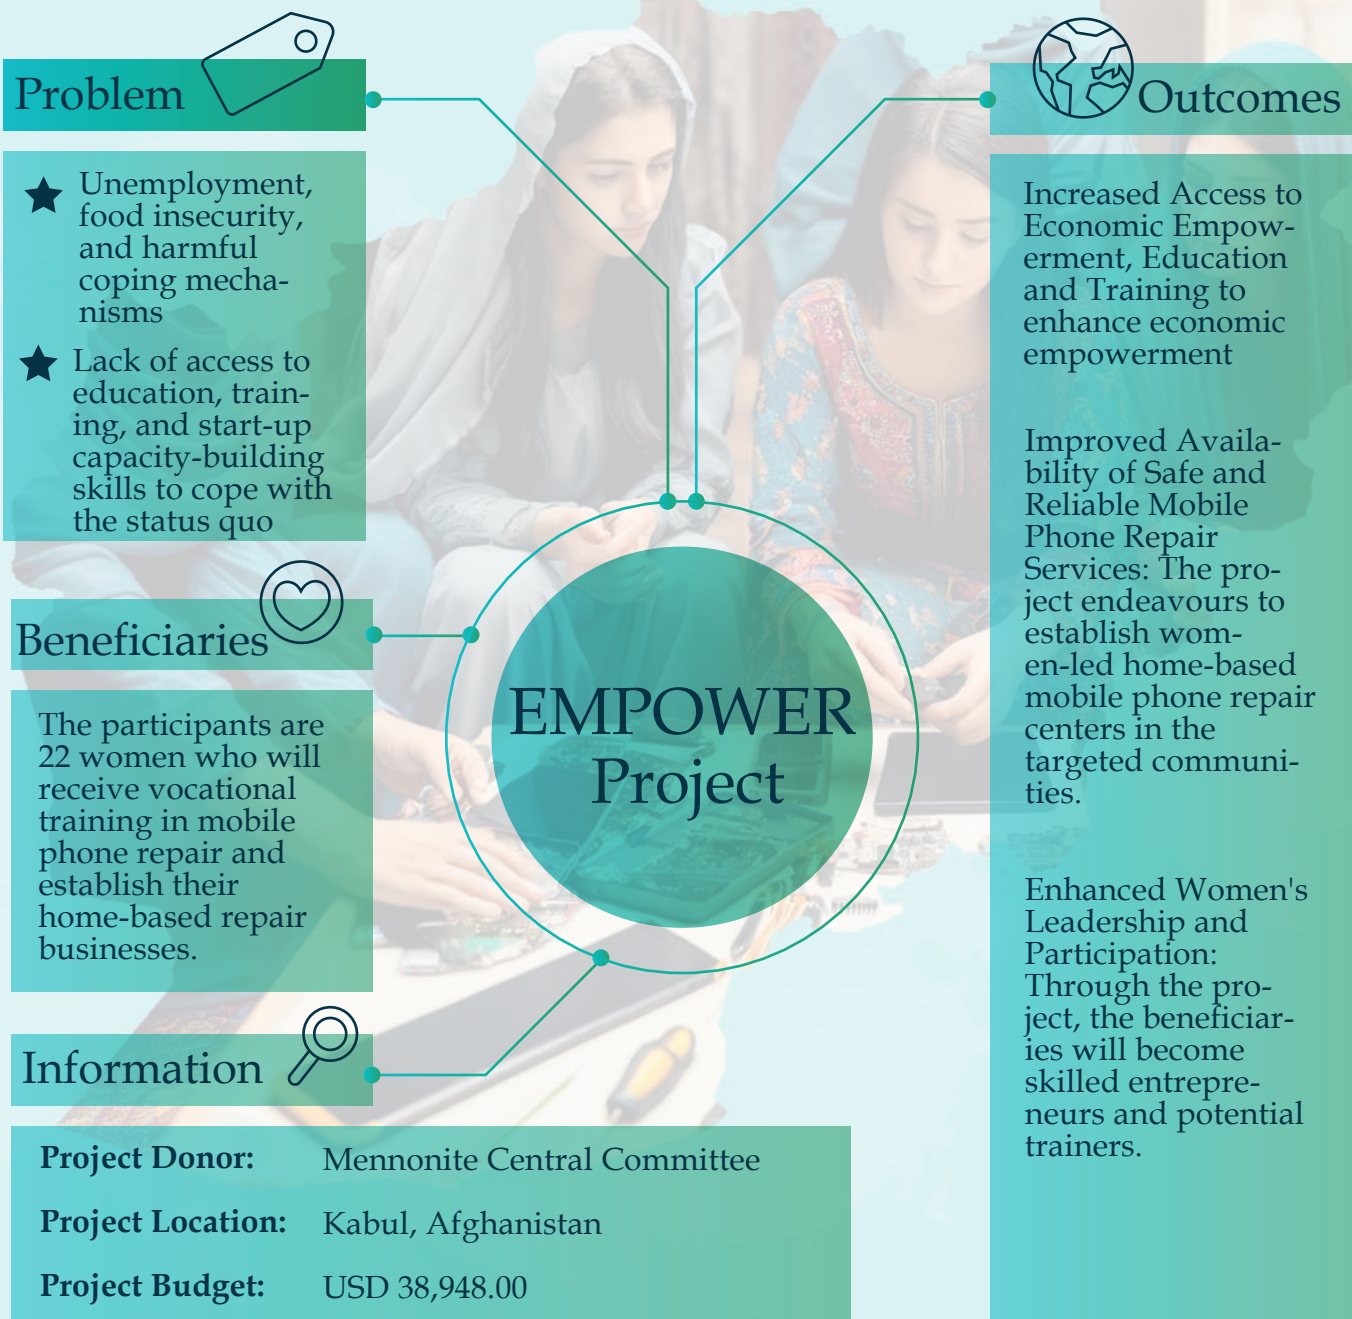 Problem
Unemployment,
food insecurity,
and harmful
coping mecha-
nisms
Lack of access to
education, train-
ing, and start-up
capacity-building
skills to cope with
the status quo
Beneficiaries
The participants are
22 women who will
receive vocational
training in mobile
phone repair and
establish their
home-based repair
businesses.
Information
Project Donor: Mennonite Central Committee
Project Location: Kabul, Afghanistan
Project Budget: USD 38,948.00
EMPOWER
Project
Outcomes
Increased Access to
Economic Empow-
erment, Education
and Training to
enhance economic
empowerment
Improved Availa-
bility of Safe and
Reliable Mobile
Phone Repair
Services: The pro-
ject endeavours to
establish wom-
en-led home-based
mobile phone repair
centers in the
targeted communi-
ties.
Enhanced Women's
Leadership and
Participation:
Through the pro-
ject, the beneficiar-
ies will become
skilled entrepre-
neurs and potential
trainers.